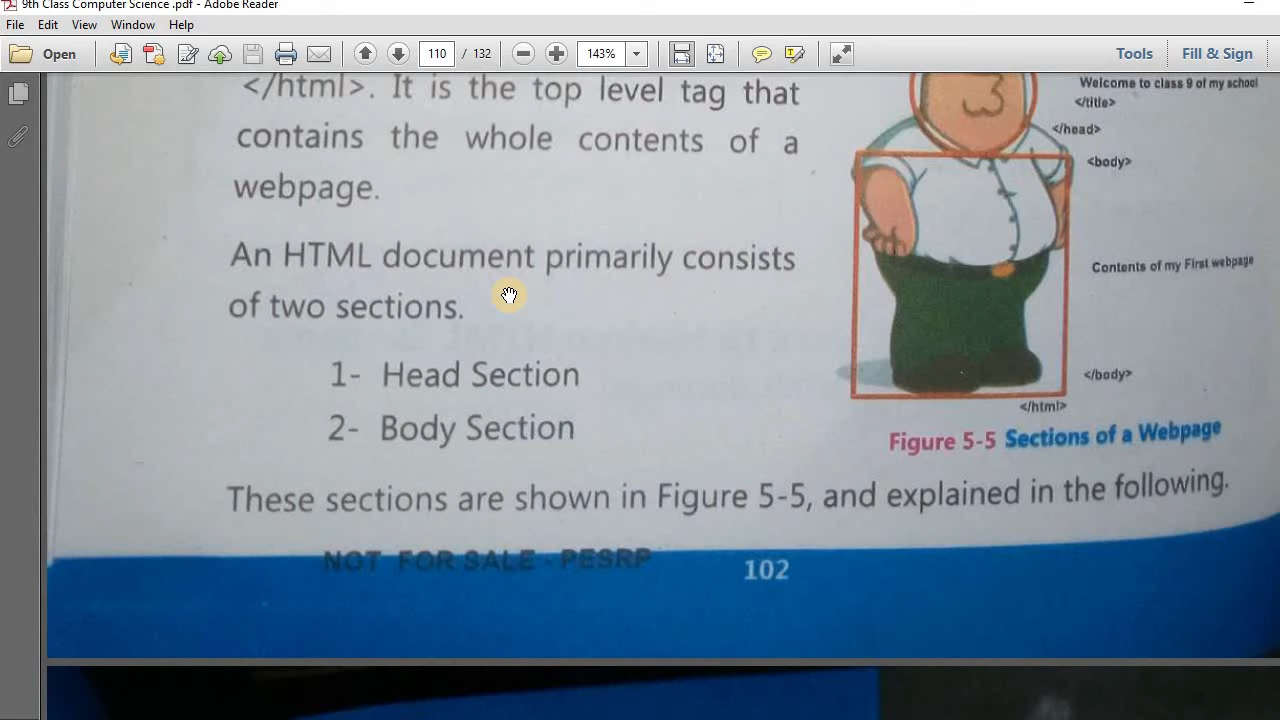 9th Class Computer Science .pdf - Adobe Reader
File Edit View Window Help
Open 110 / 132 143% Tools Fill & Sign
</html>. It is the top level tag that
contains the whole contents of a
webpage.
An HTML document primarily consists
of two sections.
1- Head Section
2- Body Section
Welcome to class 9 of my school
</title>
</head>
<body>
Contents of my First webpage
</body>
</html>
Figure 5-5 Sections of a Webpage
These sections are shown in Figure 5-5, and explained in the following.
NOT FOR SALE - PESRP
102